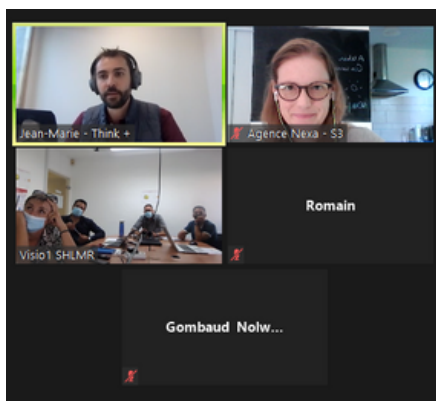 Jean-Marie - Think +
Agence Nexa - S3
Visio1 SHLMR
Romain
Gombaud Nolw...